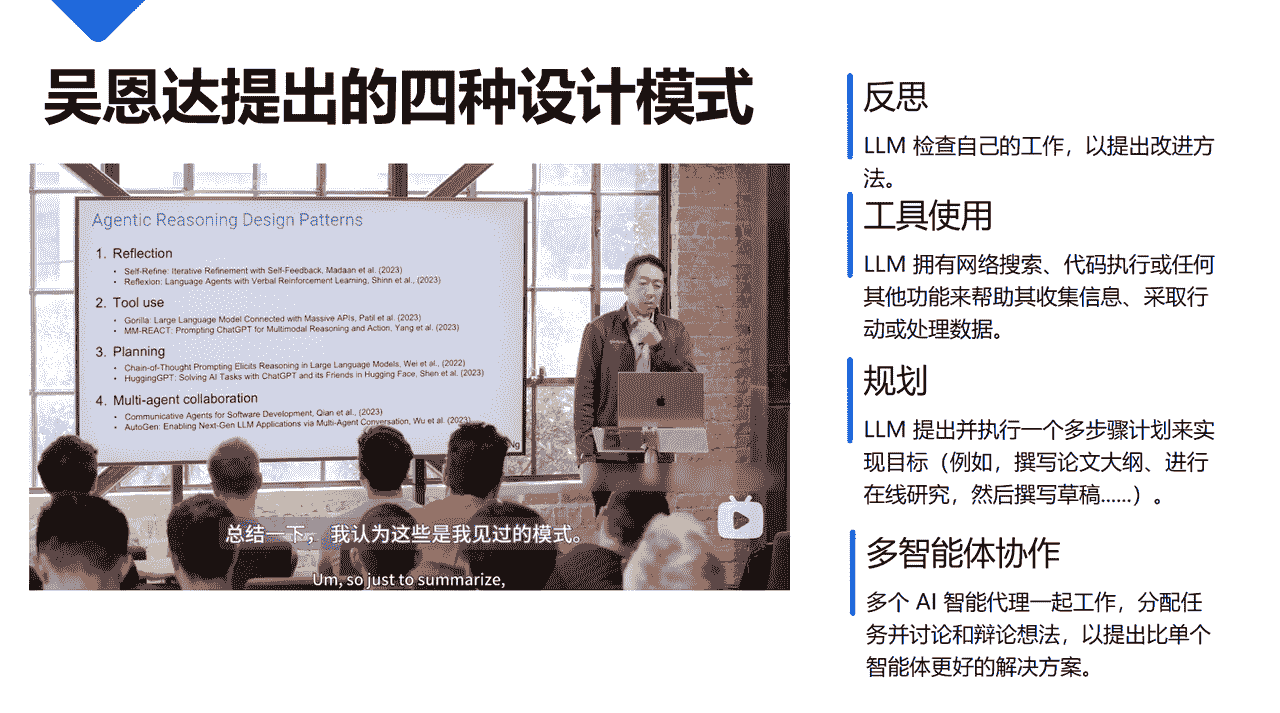 吴恩达提出的四种设计模式
Agentic Reasoning Design Patterns
1. Reflection
• Self-Refine: Iterative Refinement with Self-Feedback, Madaan et al. (2023)
• Reflexion: Language Agents with Verbal Reinforcement Learning, Shinn et al., (2023)
2. Tool use
• Gorilla: Large Language Model Connected with Massive APIs, Patil et al. (2023)
• MM-REACT: Prompting ChatGPT for Multimodal Reasoning and Action, Yang et al. (2023)
3. Planning
• Chain-of-Thought Prompting Elicits Reasoning in Large Language Models, Wei et al., (2022)
• HuggingGPT: Solving AI Tasks with ChatGPT and its Friends in Hugging Face, Shen et al. (2023)
4. Multi-agent collaboration
• Communicative Agents for Software Development, Qian et al., (2023)
• AutoGen: Enabling Next-Gen LLM Applications via Multi-Agent Conversation, Wu et al. (2023)
Ng
总结一下， 我认为这些是我见过的模式。
Um, so just to summarize,
反思
LLM 检查自己的工作，以提出改进方
法。
工具使用
LLM 拥有网络搜索、代码执行或任何
其他功能来帮助其收集信息、采取行
动或处理数据。
规划
LLM 提出并执行一个多步骤计划来实
现目标（例如，撰写论文大纲、进行
在线研究，然后撰写草稿......）。
多智能体协作
多个 AI 智能代理一起工作，分配任
务并讨论和辩论想法，以提出比单个
智能体更好的解决方案。